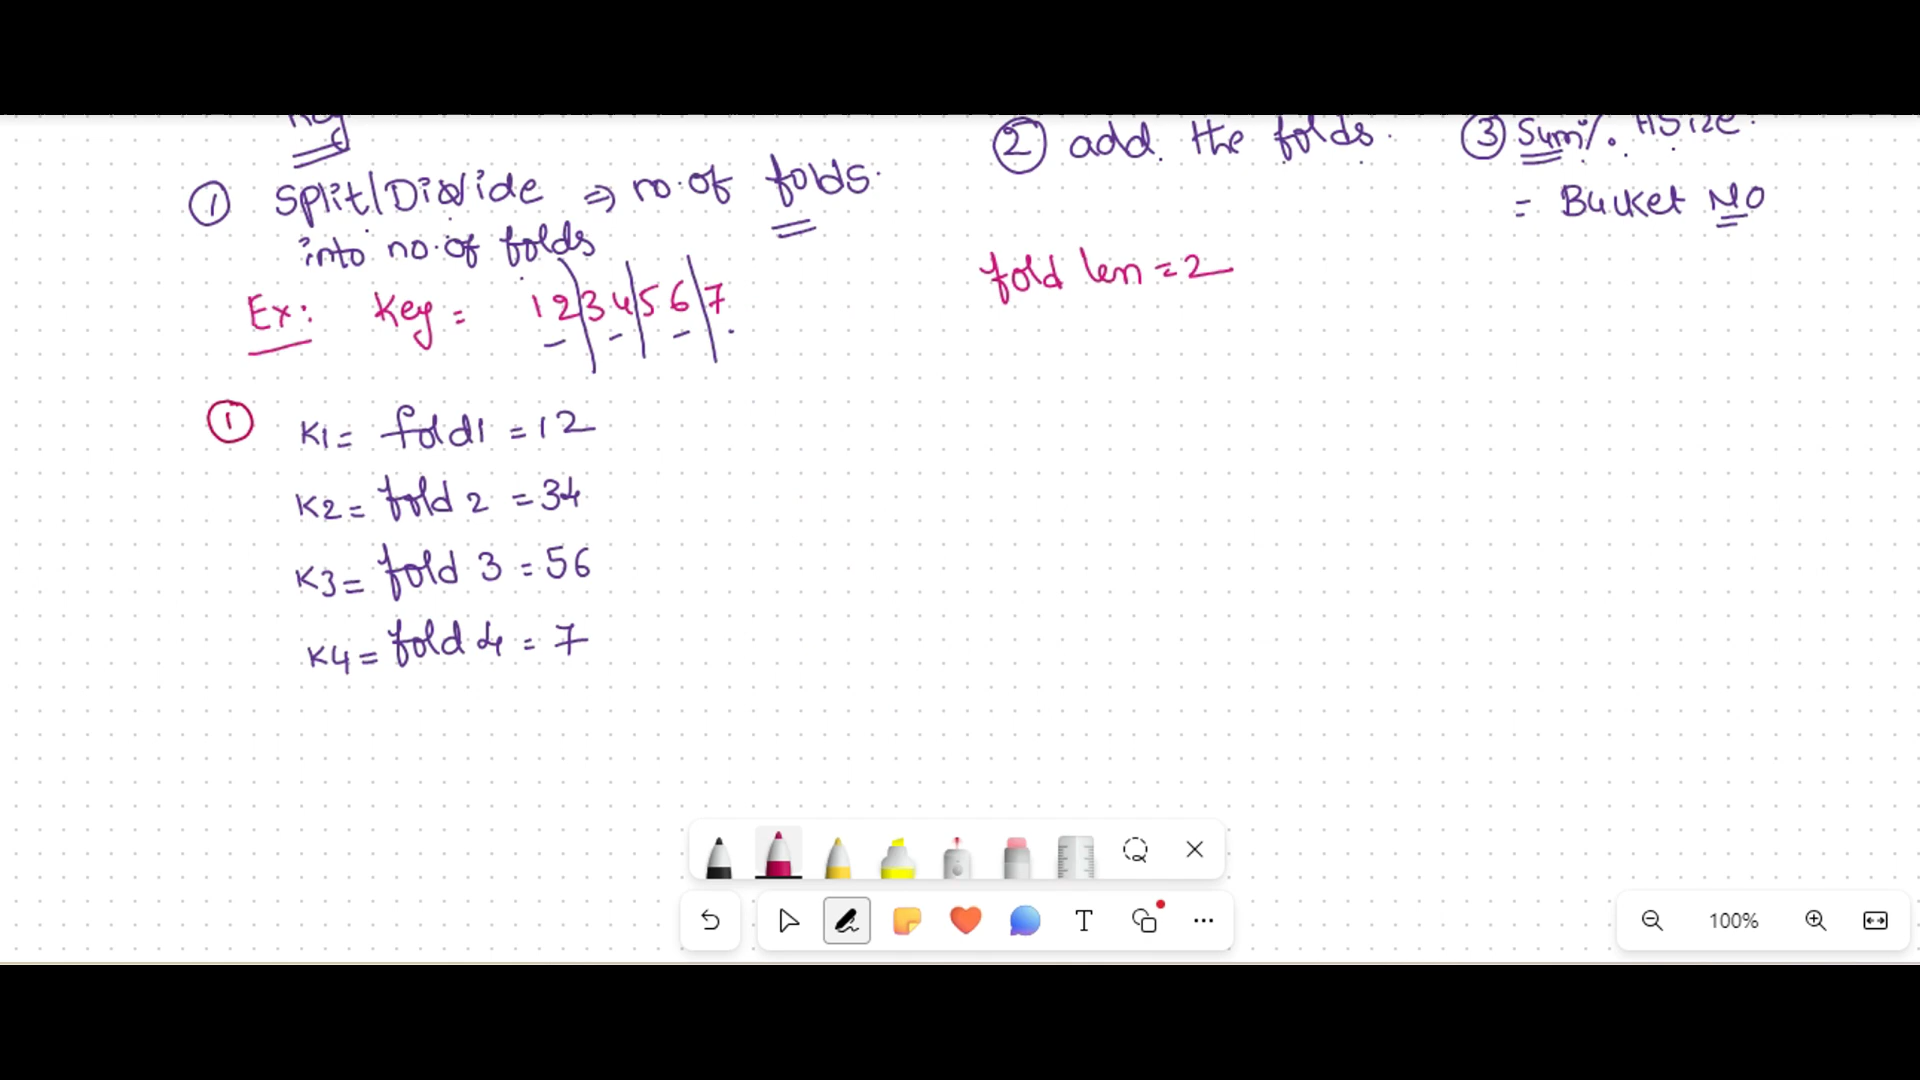 ① Split/Divide ⇒ no.of folds.
into no.of folds
② add the folds.
③ Sum % HSize.
= Bucket No
Ex: Key = 12|34|56|7
fold len = 2
① K1 = fold1 = 12
K2 = fold 2 = 34
K3 = fold 3 = 56
K4 = fold 4 = 7
T
100%